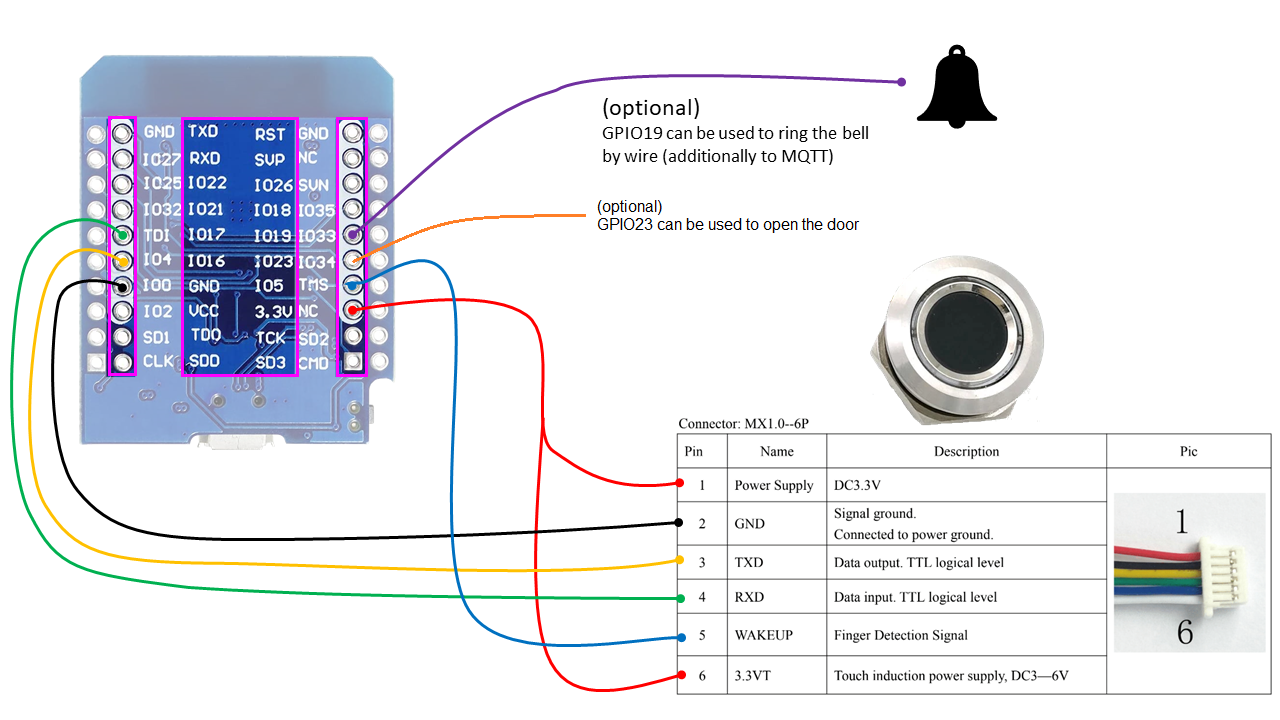 (optional)
GPIO19 can be used to ring the bell
by wire (additionally to MQTT)
(optional)
GPIO23 can be used to open the door
GND TXD RST GND
IO27 RXD SVP NC
IO25 IO22 IO26 SVN
IO32 IO21 IO18 IO35
TDI IO17 IO19 IO33
IO4 IO16 IO23 IO34
IO0 GND IO5 TMS
IO2 VCC 3.3V NC
SD1 TDO TCK SD2
CLK SDD SD3 CMD
Connector: MX1.0--6P
Pin Name Description Pic
1 Power Supply DC3.3V
2 GND Signal ground.
Connected to power ground.
3 TXD Data output. TTL logical level
4 RXD Data input. TTL logical level
5 WAKEUP Finger Detection Signal
6 3.3VT Touch induction power supply, DC3—6V
1
6